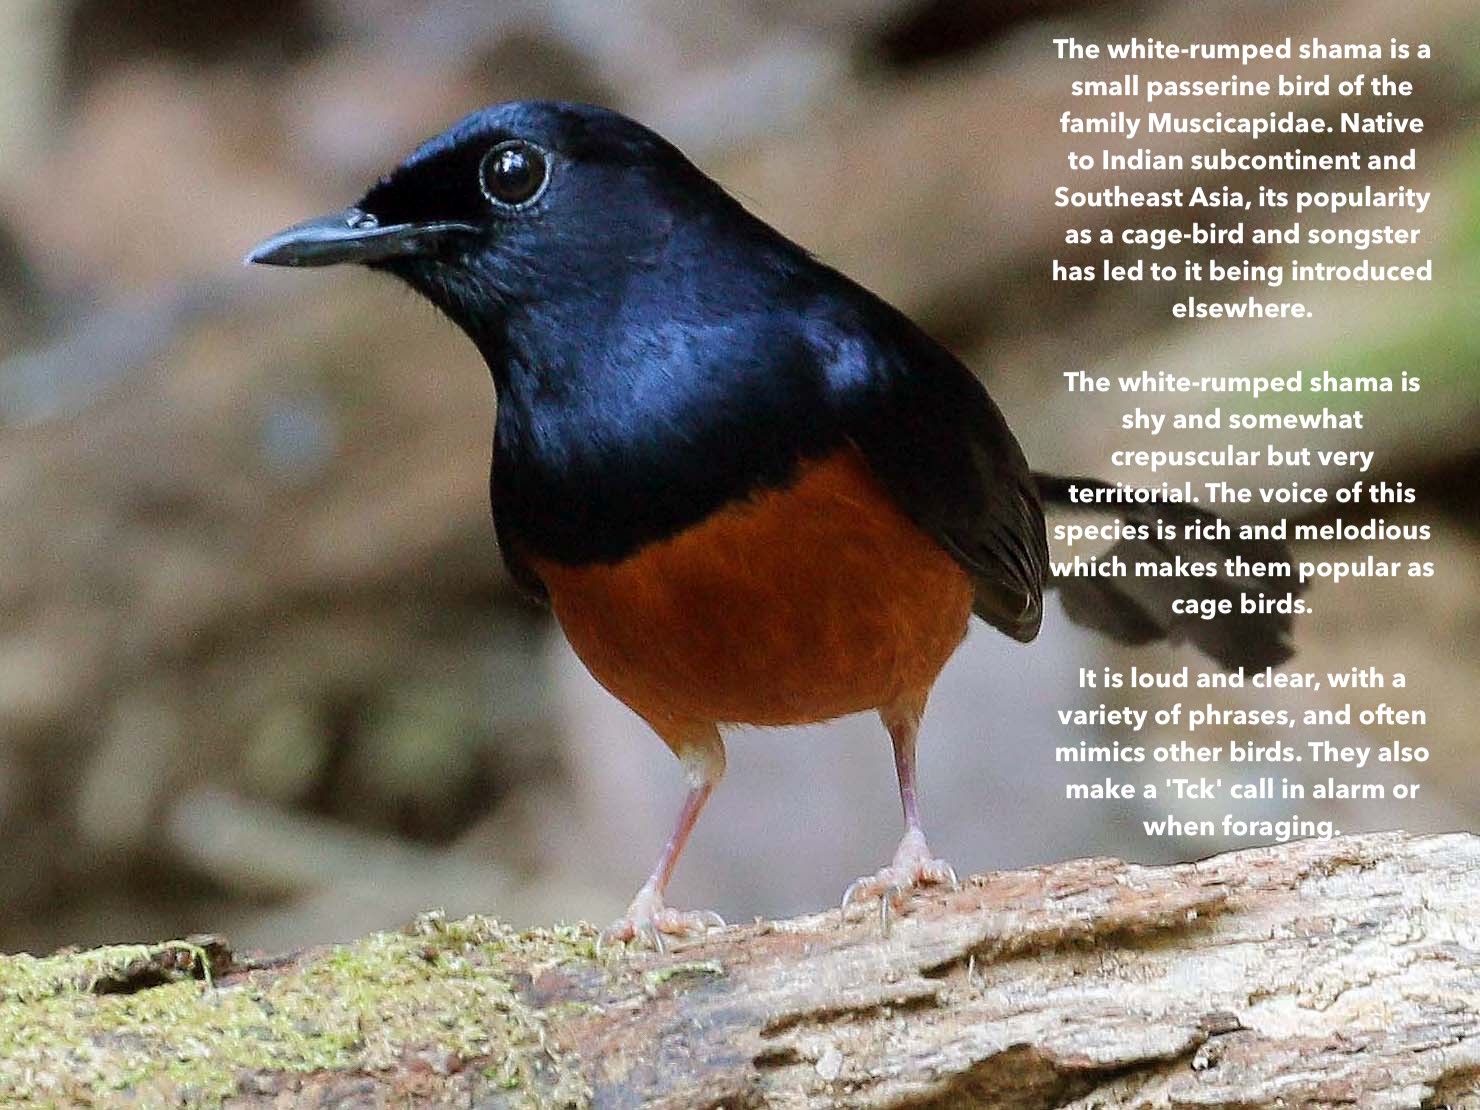 The white-rumped shama is a
small passerine bird of the
family Muscicapidae. Native
to Indian subcontinent and
Southeast Asia, its popularity
as a cage-bird and songster
has led to it being introduced
elsewhere.
The white-rumped shama is
shy and somewhat
crepuscular but very
territorial. The voice of this
species is rich and melodious
which makes them popular as
cage birds.
It is loud and clear, with a
variety of phrases, and often
mimics other birds. They also
make a 'Tck' call in alarm or
when foraging.